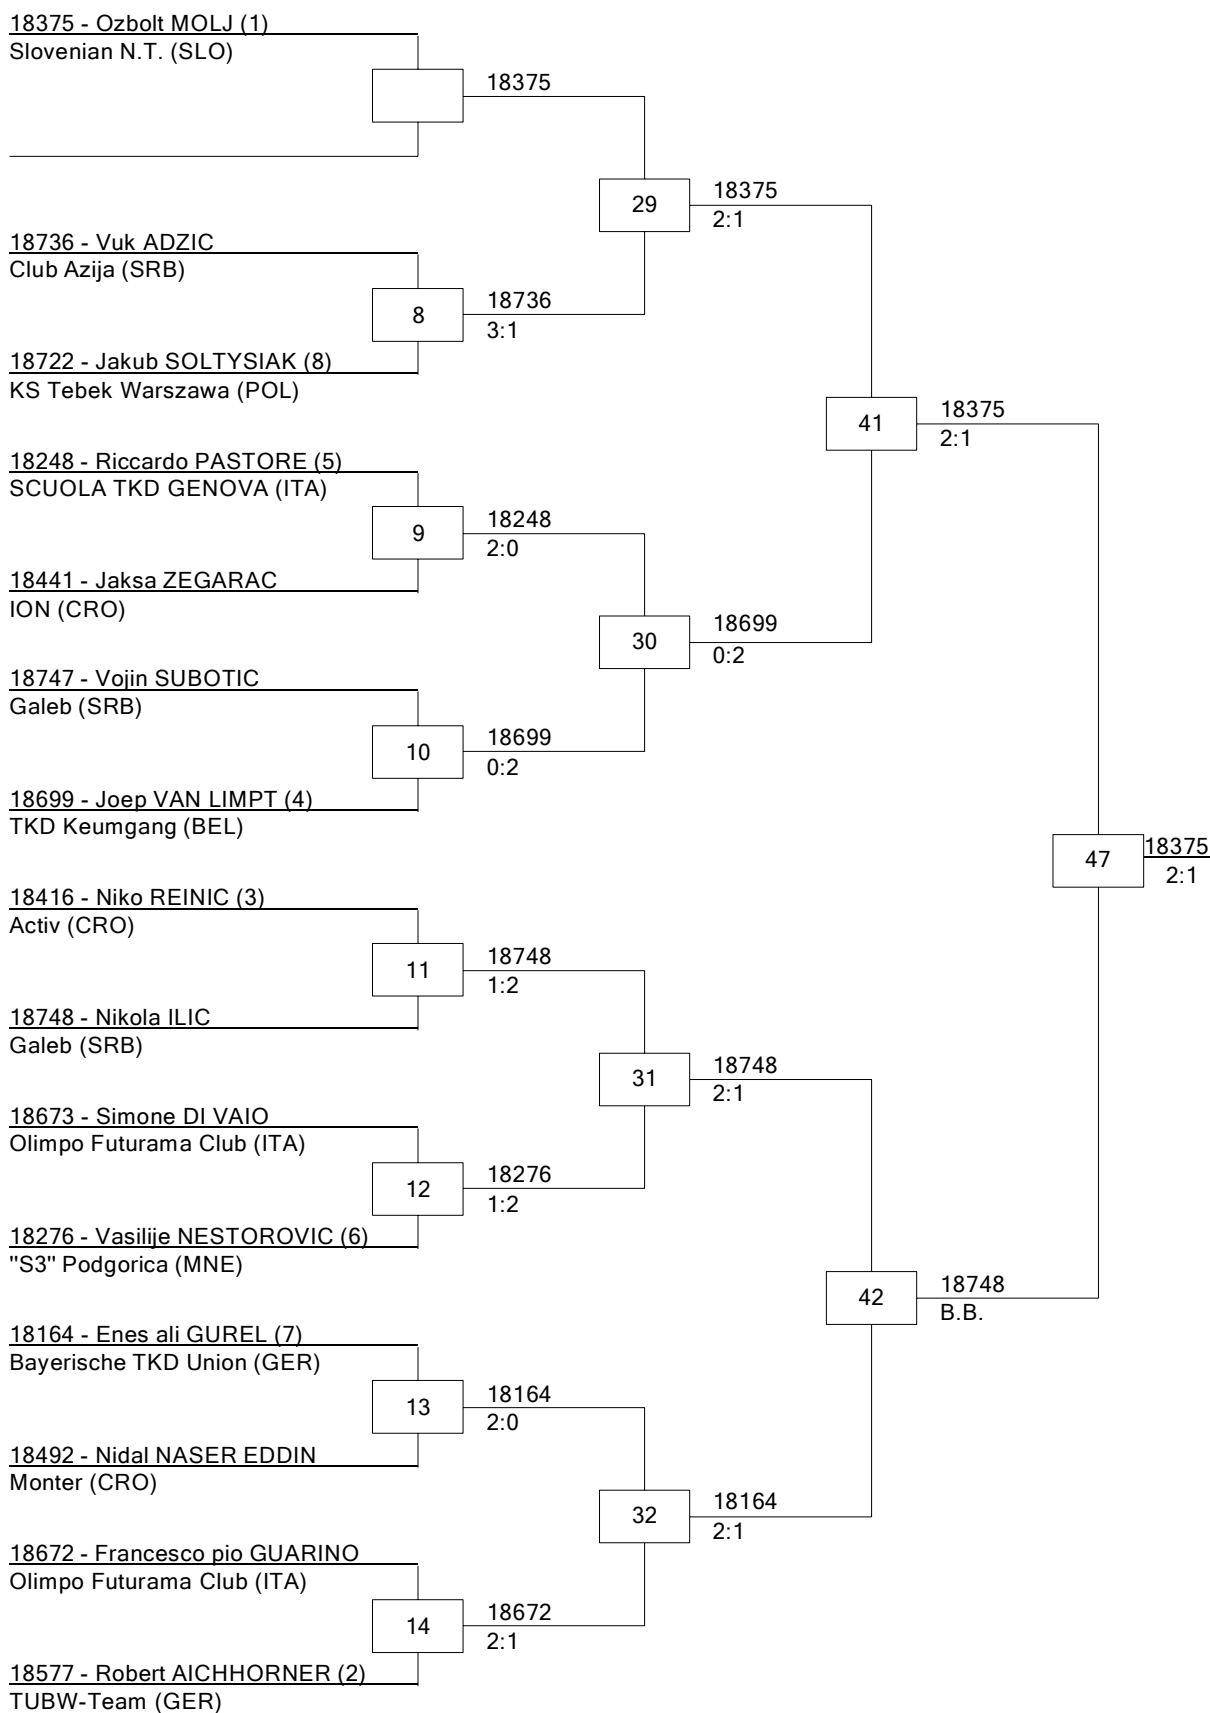 18375 - Ozbolt MOLJ (1)
Slovenian N.T. (SLO)
18375
29
18375
2:1
18736 - Vuk ADZIC
Club Azija (SRB)
8
18736
3:1
18722 - Jakub SOLTYSIAK (8)
KS Tebek Warszawa (POL)
41
18375
2:1
18248 - Riccardo PASTORE (5)
SCUOLA TKD GENOVA (ITA)
9
18248
2:0
18441 - Jaksa ZEGARAC
ION (CRO)
30
18699
0:2
18747 - Vojin SUBOTIC
Galeb (SRB)
10
18699
0:2
18699 - Joep VAN LIMPT (4)
TKD Keumgang (BEL)
47
18375
2:1
18416 - Niko REINIC (3)
Activ (CRO)
11
18748
1:2
18748 - Nikola ILIC
Galeb (SRB)
31
18748
2:1
18673 - Simone DI VAIO
Olimpo Futurama Club (ITA)
12
18276
1:2
18276 - Vasilije NESTOROVIC (6)
"S3" Podgorica (MNE)
42
18748
B.B.
18164 - Enes ali GUREL (7)
Bayerische TKD Union (GER)
13
18164
2:0
18492 - Nidal NASER EDDIN
Monter (CRO)
32
18164
2:1
18672 - Francesco pio GUARINO
Olimpo Futurama Club (ITA)
14
18672
2:1
18577 - Robert AICHHORNER (2)
TUBW-Team (GER)